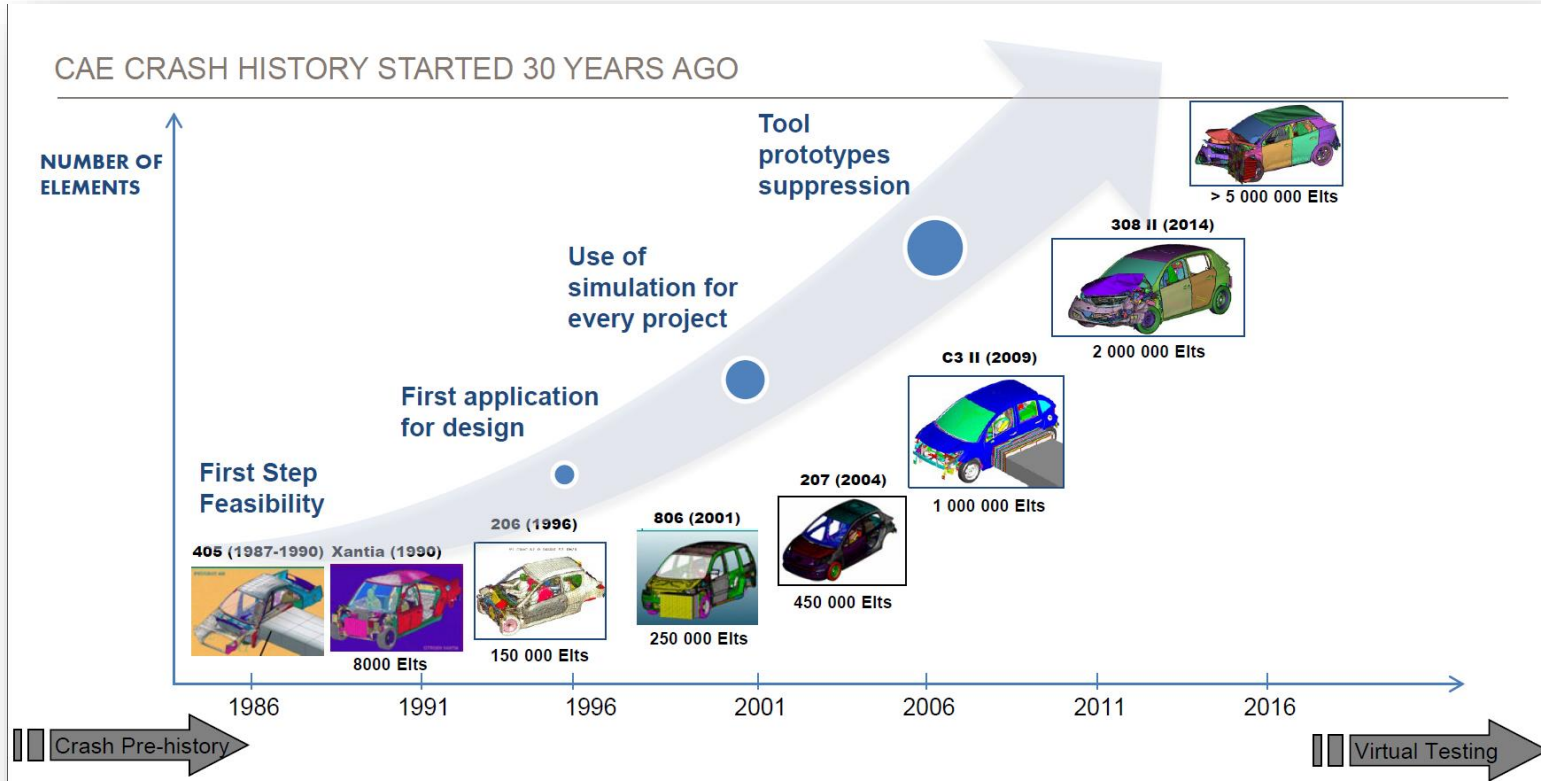 CAE CRASH HISTORY STARTED 30 YEARS AGO
NUMBER OF
ELEMENTS
Tool
prototypes
suppression
> 5 000 000 Elts
308 II (2014)
2 000 000 Elts
Use of
simulation for
every project
C3 II (2009)
1 000 000 Elts
First application
for design
First Step
Feasibility
207 (2004)
450 000 Elts
806 (2001)
250 000 Elts
206 (1996)
150 000 Elts
405 (1987-1990)
Xantia (1990)
8000 Elts
1986
1991
1996
2001
2006
2011
2016
Crash Pre-history
Virtual Testing